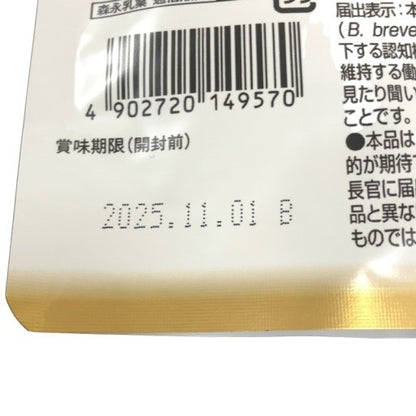 森永乳業
4 902720 149570
賞味期限(開封前)
2025.11.01 B
届出表示:本
(B. breve
下する認知
維持する働
見たり聞い
ことです。
●本品は
的が期待
長官に届
品と異な
ものでは